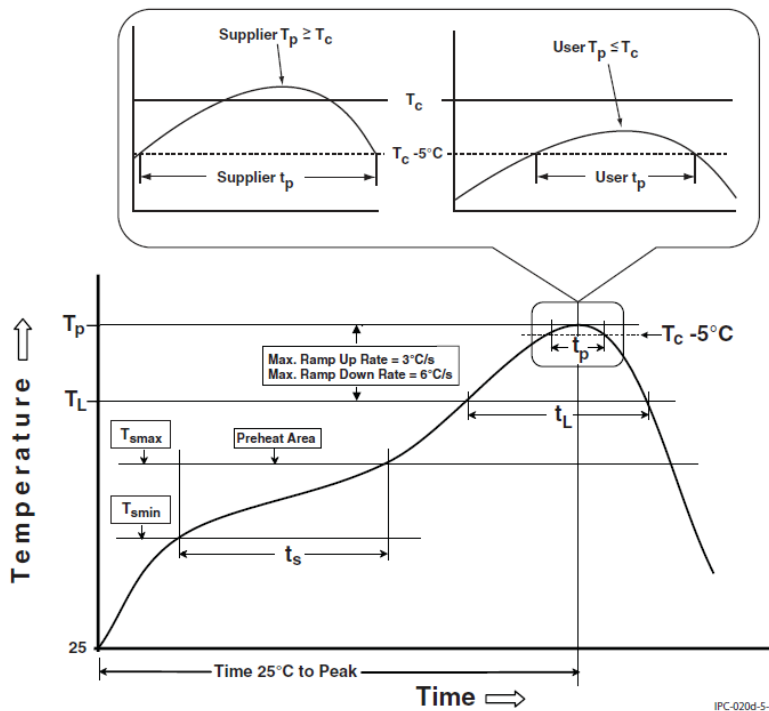 Supplier Tp ≥ Tc
User Tp ≤ Tc
Tc
Tc -5°C
Supplier tp
User tp
Tp
Tc -5°C
tp
Max. Ramp Up Rate = 3°C/s
Max. Ramp Down Rate = 6°C/s
TL
tL
Tsmax
Preheat Area
Tsmin
ts
Temperature
25
Time 25°C to Peak
Time
IPC-020d-5-